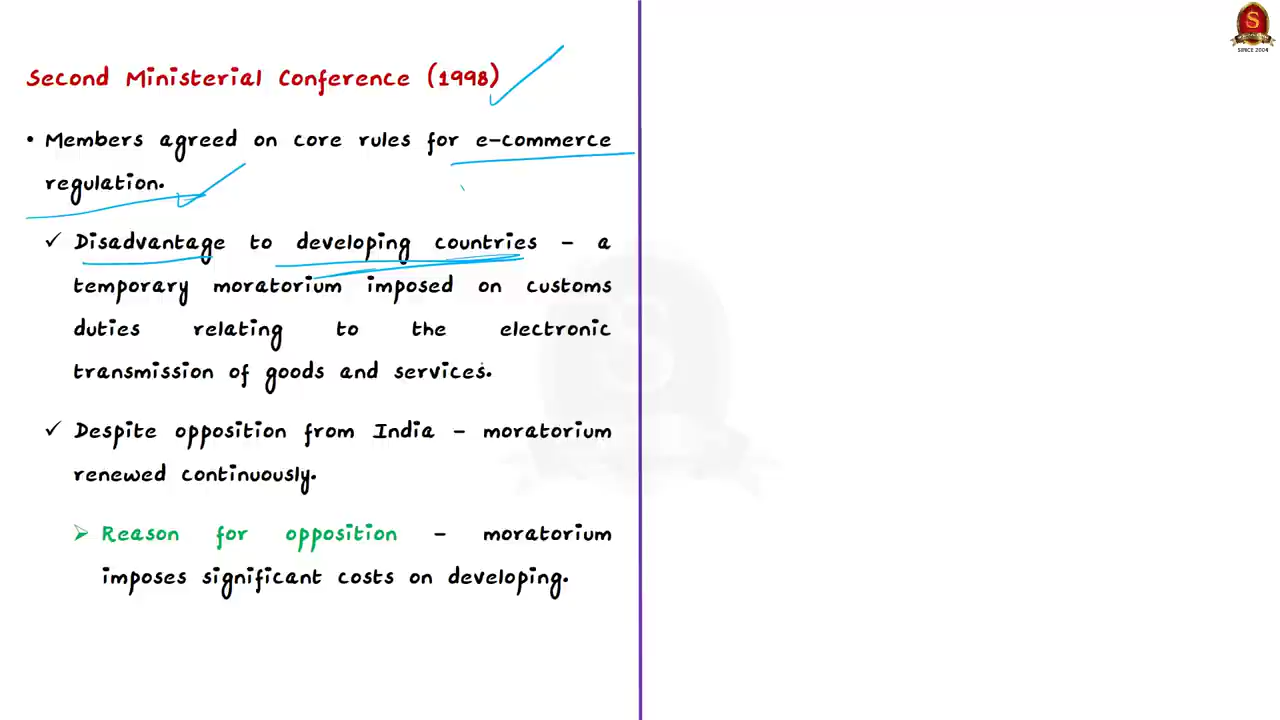 Second Ministerial Conference (1998)
• Members agreed on core rules for e-commerce
regulation.
✓ Disadvantage to developing countries – a
temporary moratorium imposed on customs
duties relating to the electronic
transmission of goods and services.
✓ Despite opposition from India – moratorium
renewed continuously.
➢ Reason for opposition – moratorium
imposes significant costs on developing.
S
SINCE 2004